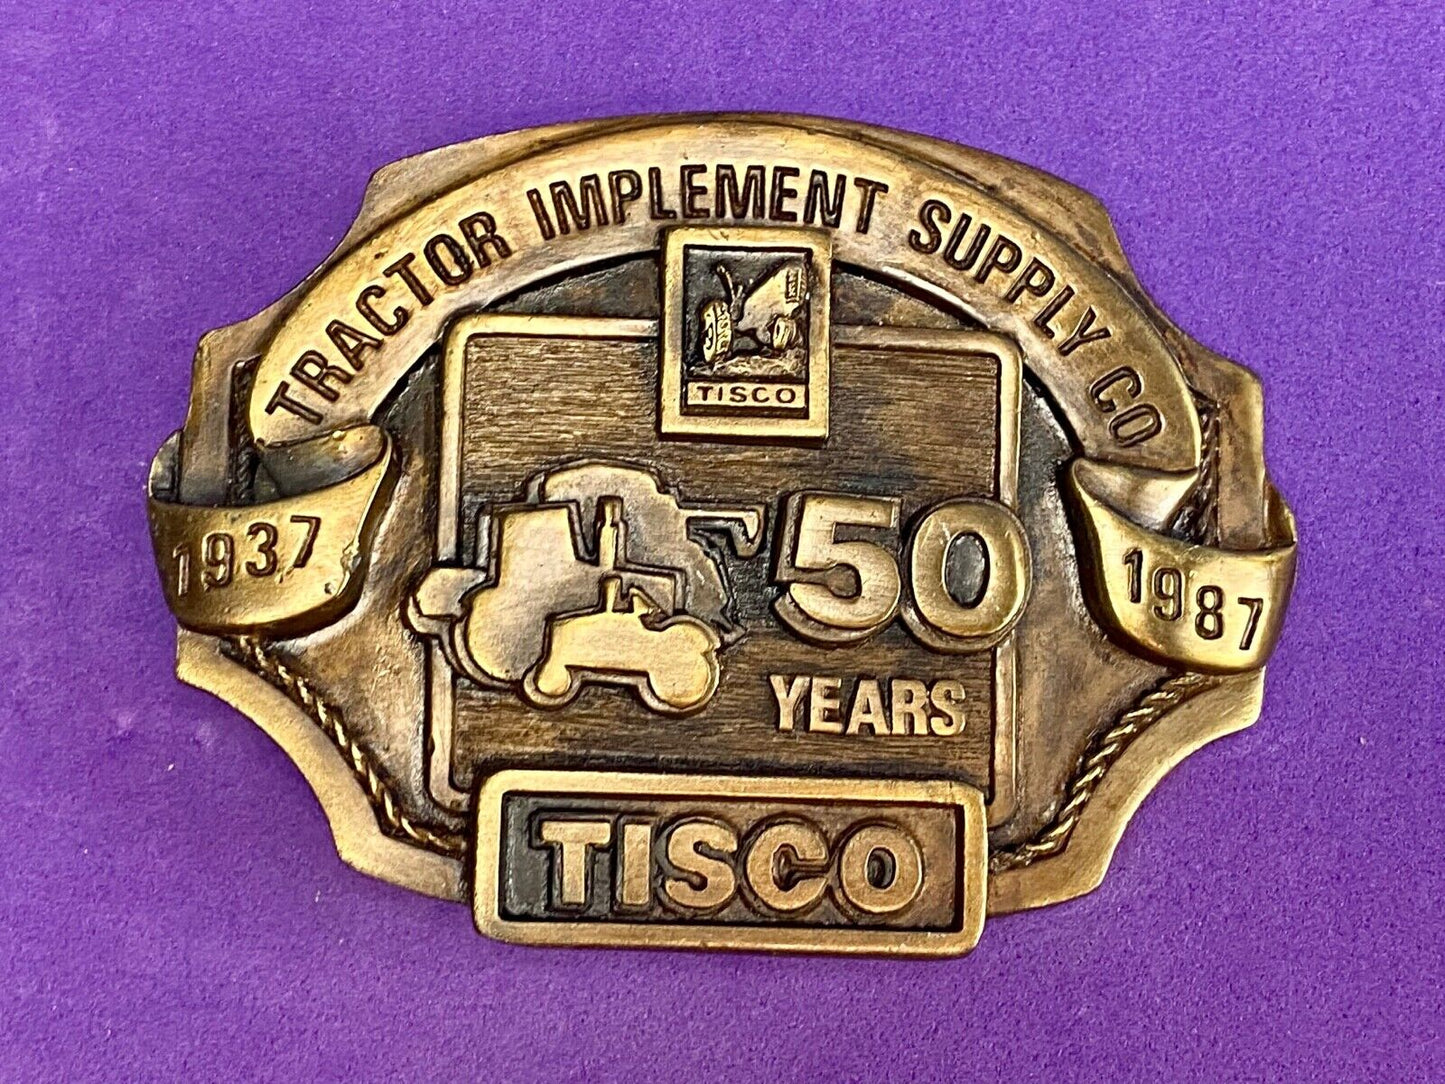 TRACTOR IMPLEMENT SUPPLY CO
TISCO
1937
1987
50
YEARS
TISCO